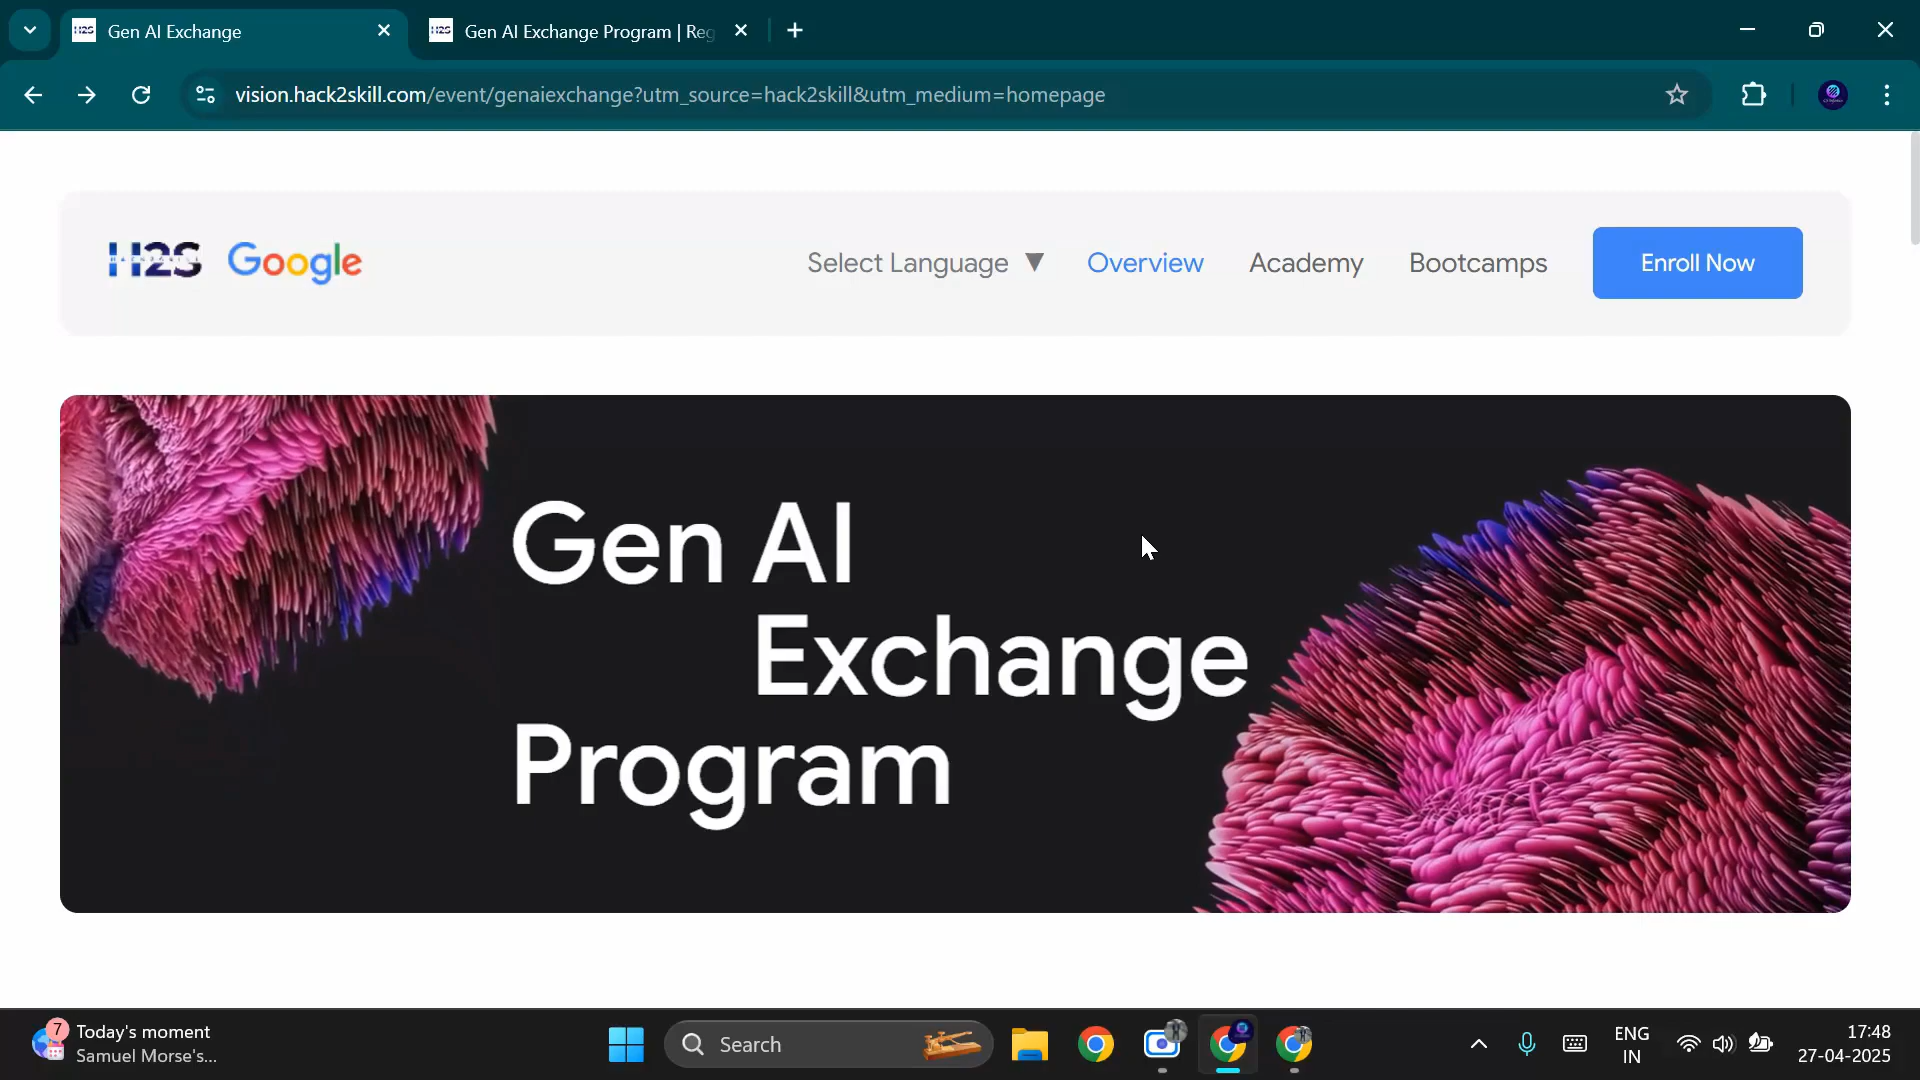 Gen AI Exchange
Gen AI Exchange Program | Reg
vision.hack2skill.com/event/genaiexchange?utm_source=hack2skill&utm_medium=homepage
H2S Google
Select Language ▼ Overview Academy Bootcamps Enroll Now
Gen AI
Exchange
Program
7
Today's moment
Samuel Morse's...
Search
ENG
IN
17:48
27-04-2025